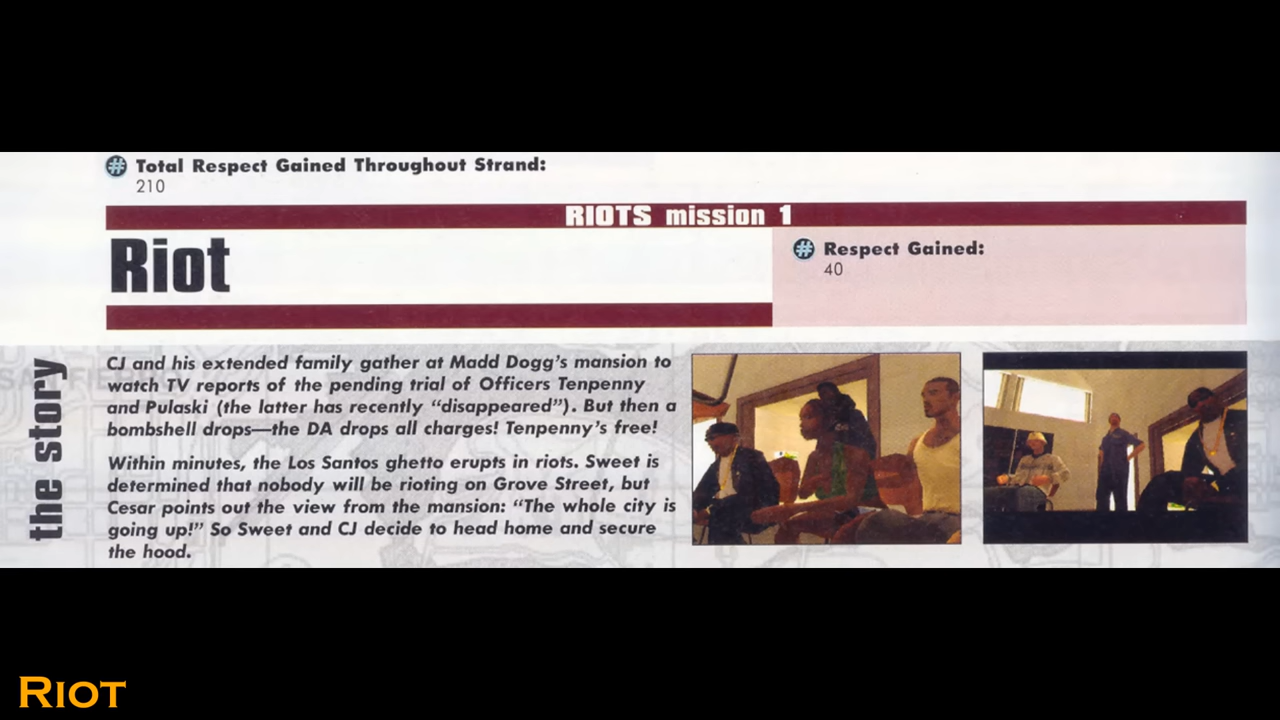 Total Respect Gained Throughout Strand:
210
RIOTS mission 1
Riot
Respect Gained:
40
the story
CJ and his extended family gather at Madd Dogg's mansion to
watch TV reports of the pending trial of Officers Tenpenny
and Pulaski (the latter has recently “disappeared”). But then a
bombshell drops—the DA drops all charges! Tenpenny's free!
Within minutes, the Los Santos ghetto erupts in riots. Sweet is
determined that nobody will be rioting on Grove Street, but
Cesar points out the view from the mansion: “The whole city is
going up!” So Sweet and CJ decide to head home and secure
the hood.
Riot